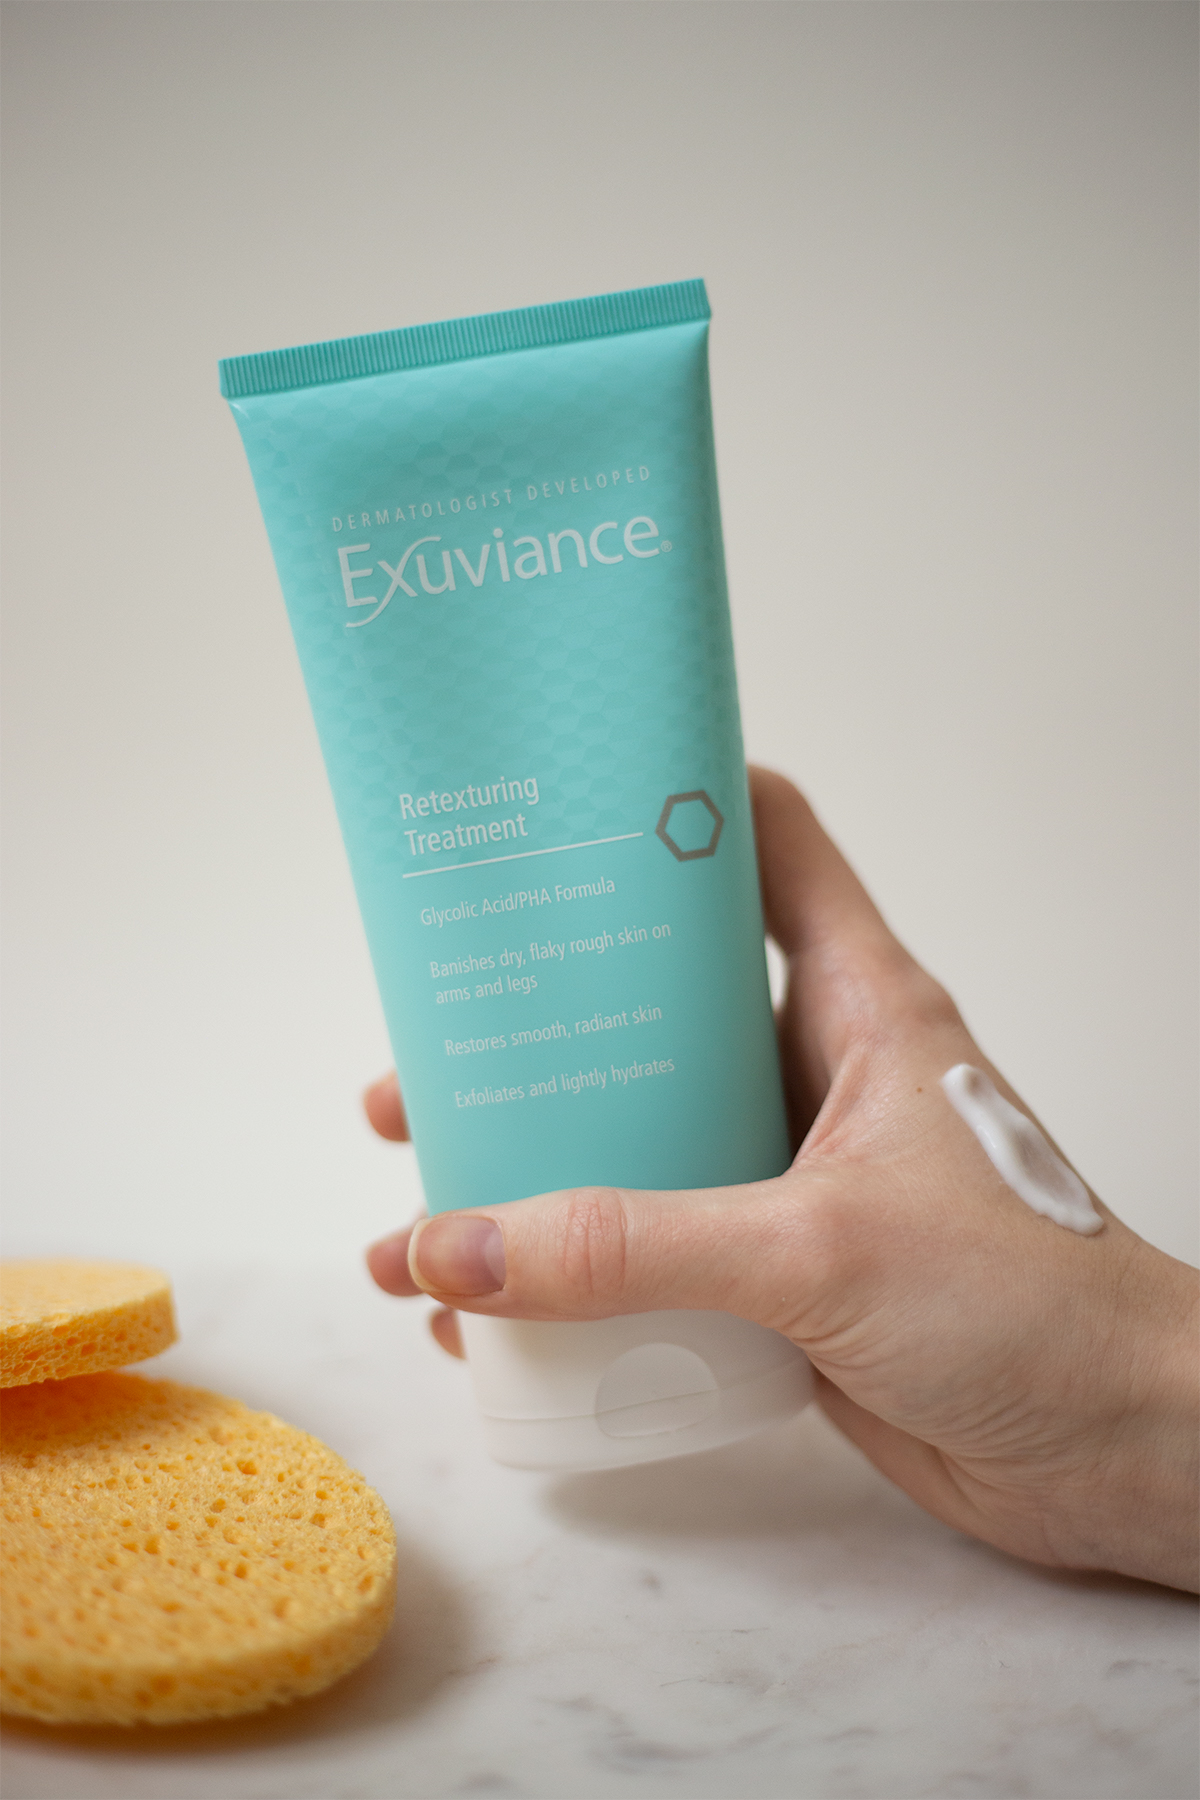 DERMATOLOGIST DEVELOPED
Exuviance®
Retexturing
Treatment
Glycolic Acid/PHA Formula
Banishes dry, flaky rough skin on
arms and legs
Restores smooth, radiant skin
Exfoliates and lightly hydrates